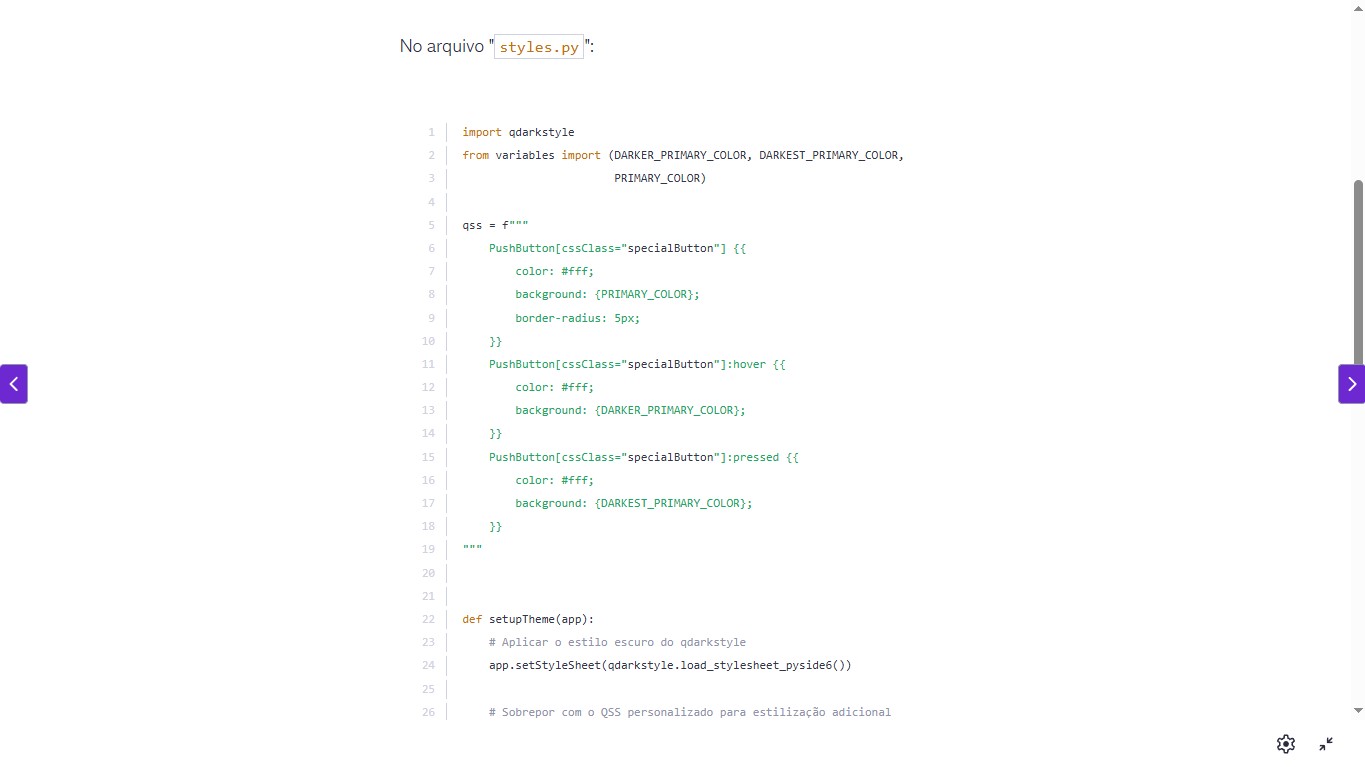 No arquivo "styles.py":
1 import qdarkstyle
2 from variables import (DARKER_PRIMARY_COLOR, DARKEST_PRIMARY_COLOR,
3                        PRIMARY_COLOR)
4
5 qss = f"""
6     PushButton[cssClass="specialButton"] {{
7         color: #fff;
8         background: {PRIMARY_COLOR};
9         border-radius: 5px;
10     }}
11     PushButton[cssClass="specialButton"]:hover {{
12         color: #fff;
13         background: {DARKER_PRIMARY_COLOR};
14     }}
15     PushButton[cssClass="specialButton"]:pressed {{
16         color: #fff;
17         background: {DARKEST_PRIMARY_COLOR};
18     }}
19 """
20
21
22 def setupTheme(app):
23     # Aplicar o estilo escuro do qdarkstyle
24     app.setStyleSheet(qdarkstyle.load_stylesheet_pyside6())
25
26     # Sobrepor com o QSS personalizado para estilização adicional